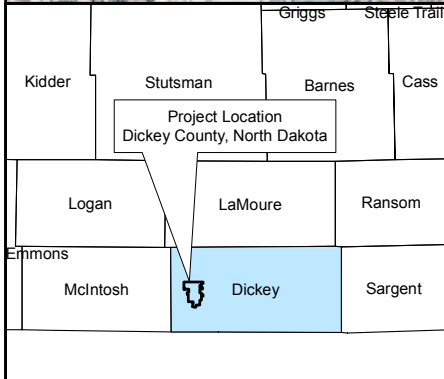 Griggs
Steele Trail
Kidder
Stutsman
Barnes
Cass
Project Location
Dickey County, North Dakota
Logan
LaMoure
Ransom
Emmons
McIntosh
Dickey
Sargent